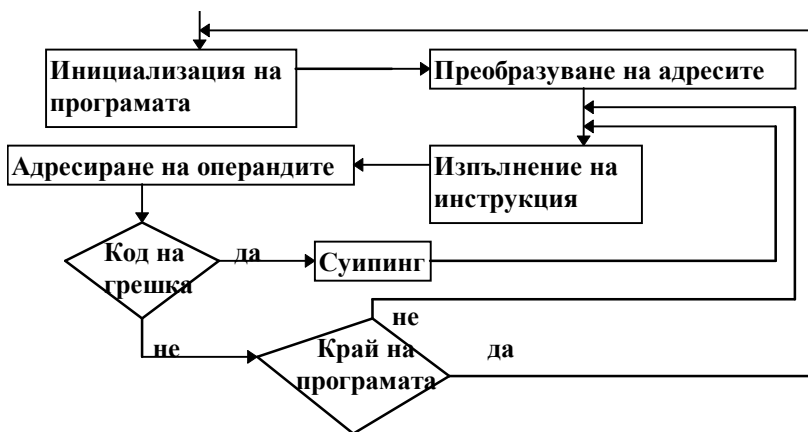 Инициализация на
програмата
Преобразуване на адресите
Адресиране на операндите
Изпълнение на
инструкция
Код на
грешка
да
Суипинг
не
не
Край на
програмата
да